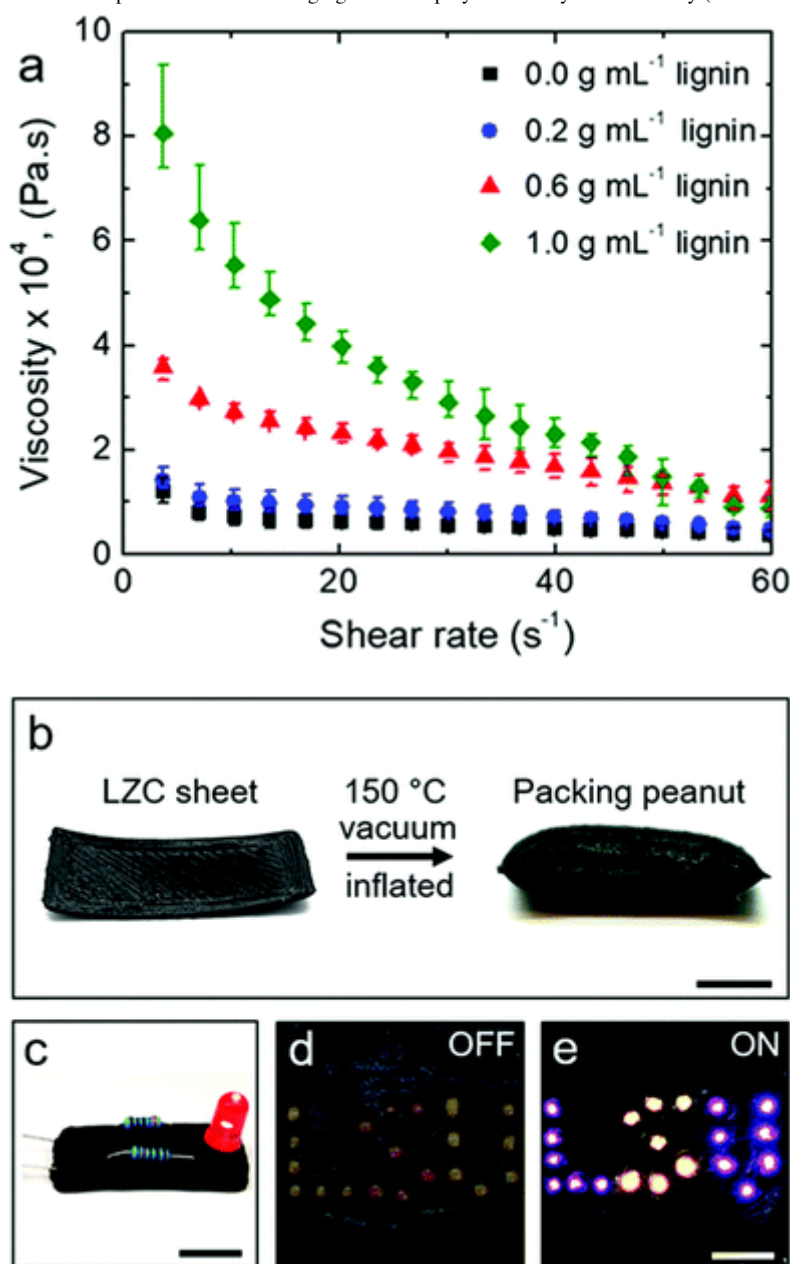 a
10
8
6
4
2
0
Viscosity x 10⁴, (Pa.s)
0.0 g mL⁻¹ lignin
0.2 g mL⁻¹ lignin
0.6 g mL⁻¹ lignin
1.0 g mL⁻¹ lignin
0 20 40 60
Shear rate (s⁻¹)
b
LZC sheet
150 °C
vacuum
inflated
Packing peanut
c
d
OFF
e
ON
LSU